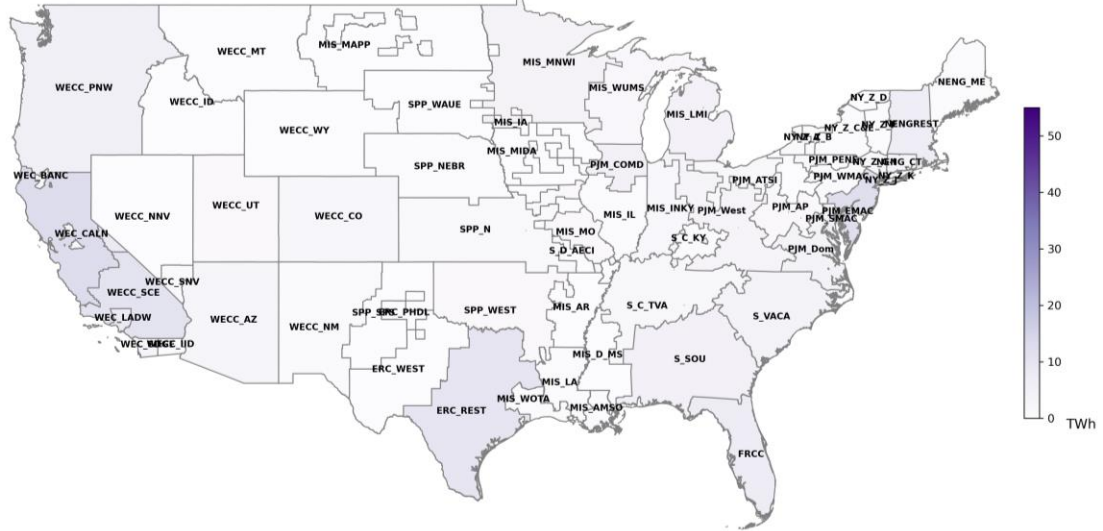 WECC_PNW
WECC_MT
MIS_MAPP
MIS_MNWI
MIS_WUMS
NENG_ME
WECC_ID
SPP_WAUE
NY_Z_D
MIS_LMI
NENGREST
WECC_WY
MIS_IA
MIS_MIDA
SPP_NEBR
PJM_COMD
NENG_CT
NY_Z_K
WEC_BANC
PJM_WMAC
PJM_ATSI
WECC_UT
WECC_CO
WECC_NNV
MIS_IL
MIS_INKY
PJM_West
PJM_AP
PJM_EMAC
PJM_SMAC
WEC_CALN
SPP_N
MIS_MO
S_C_KY
S_D_AECI
PJM_Dom
WECC_SNV
WECC_SCE
WEC_LADW
WECC_AZ
WECC_NM
ERC_PHDL
SPP_WEST
MIS_AR
S_C_TVA
S_VACA
WECC_IID
ERC_WEST
MIS_D_MS
S_SOU
MIS_LA
MIS_WOTA
MIS_AMSO
ERC_REST
FRCC
50
40
30
20
10
0
TWh